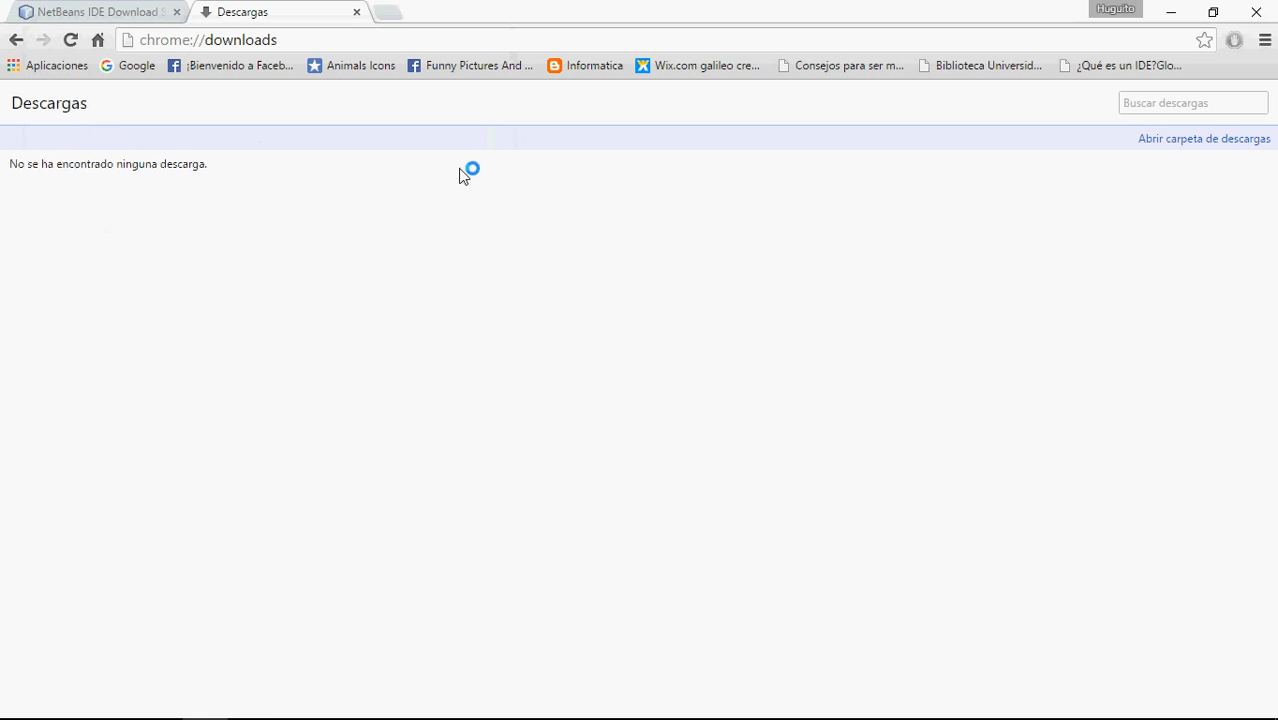 NetBeans IDE Download S
Descargas
Huguito
chrome://downloads
Aplicaciones
Google
¡Bienvenido a Faceb...
Animals Icons
Funny Pictures And ...
Informatica
Wix.com galileo cre...
Consejos para ser m...
Biblioteca Universid...
¿Qué es un IDE?Glo...
Descargas
Buscar descargas
Abrir carpeta de descargas
No se ha encontrado ninguna descarga.